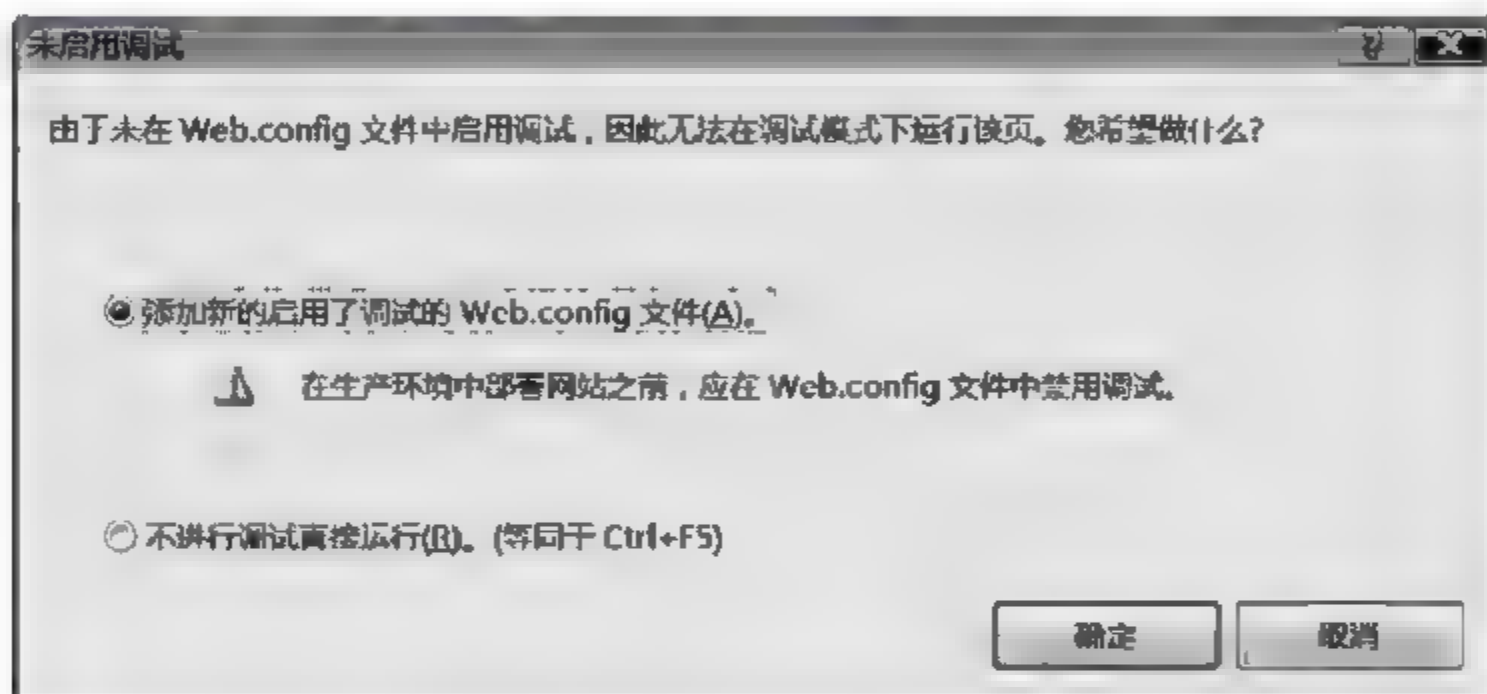 未启用调试
由于未在 Web.config 文件中启用调试，因此无法在调试模式下运行该页。您希望做什么?
添加新的启用了调试的 Web.config 文件(A)。
在生产环境中部署网站之前，应在 Web.config 文件中禁用调试。
不进行调试直接运行(R)。(等同于 Ctrl+F5)
确定 取消